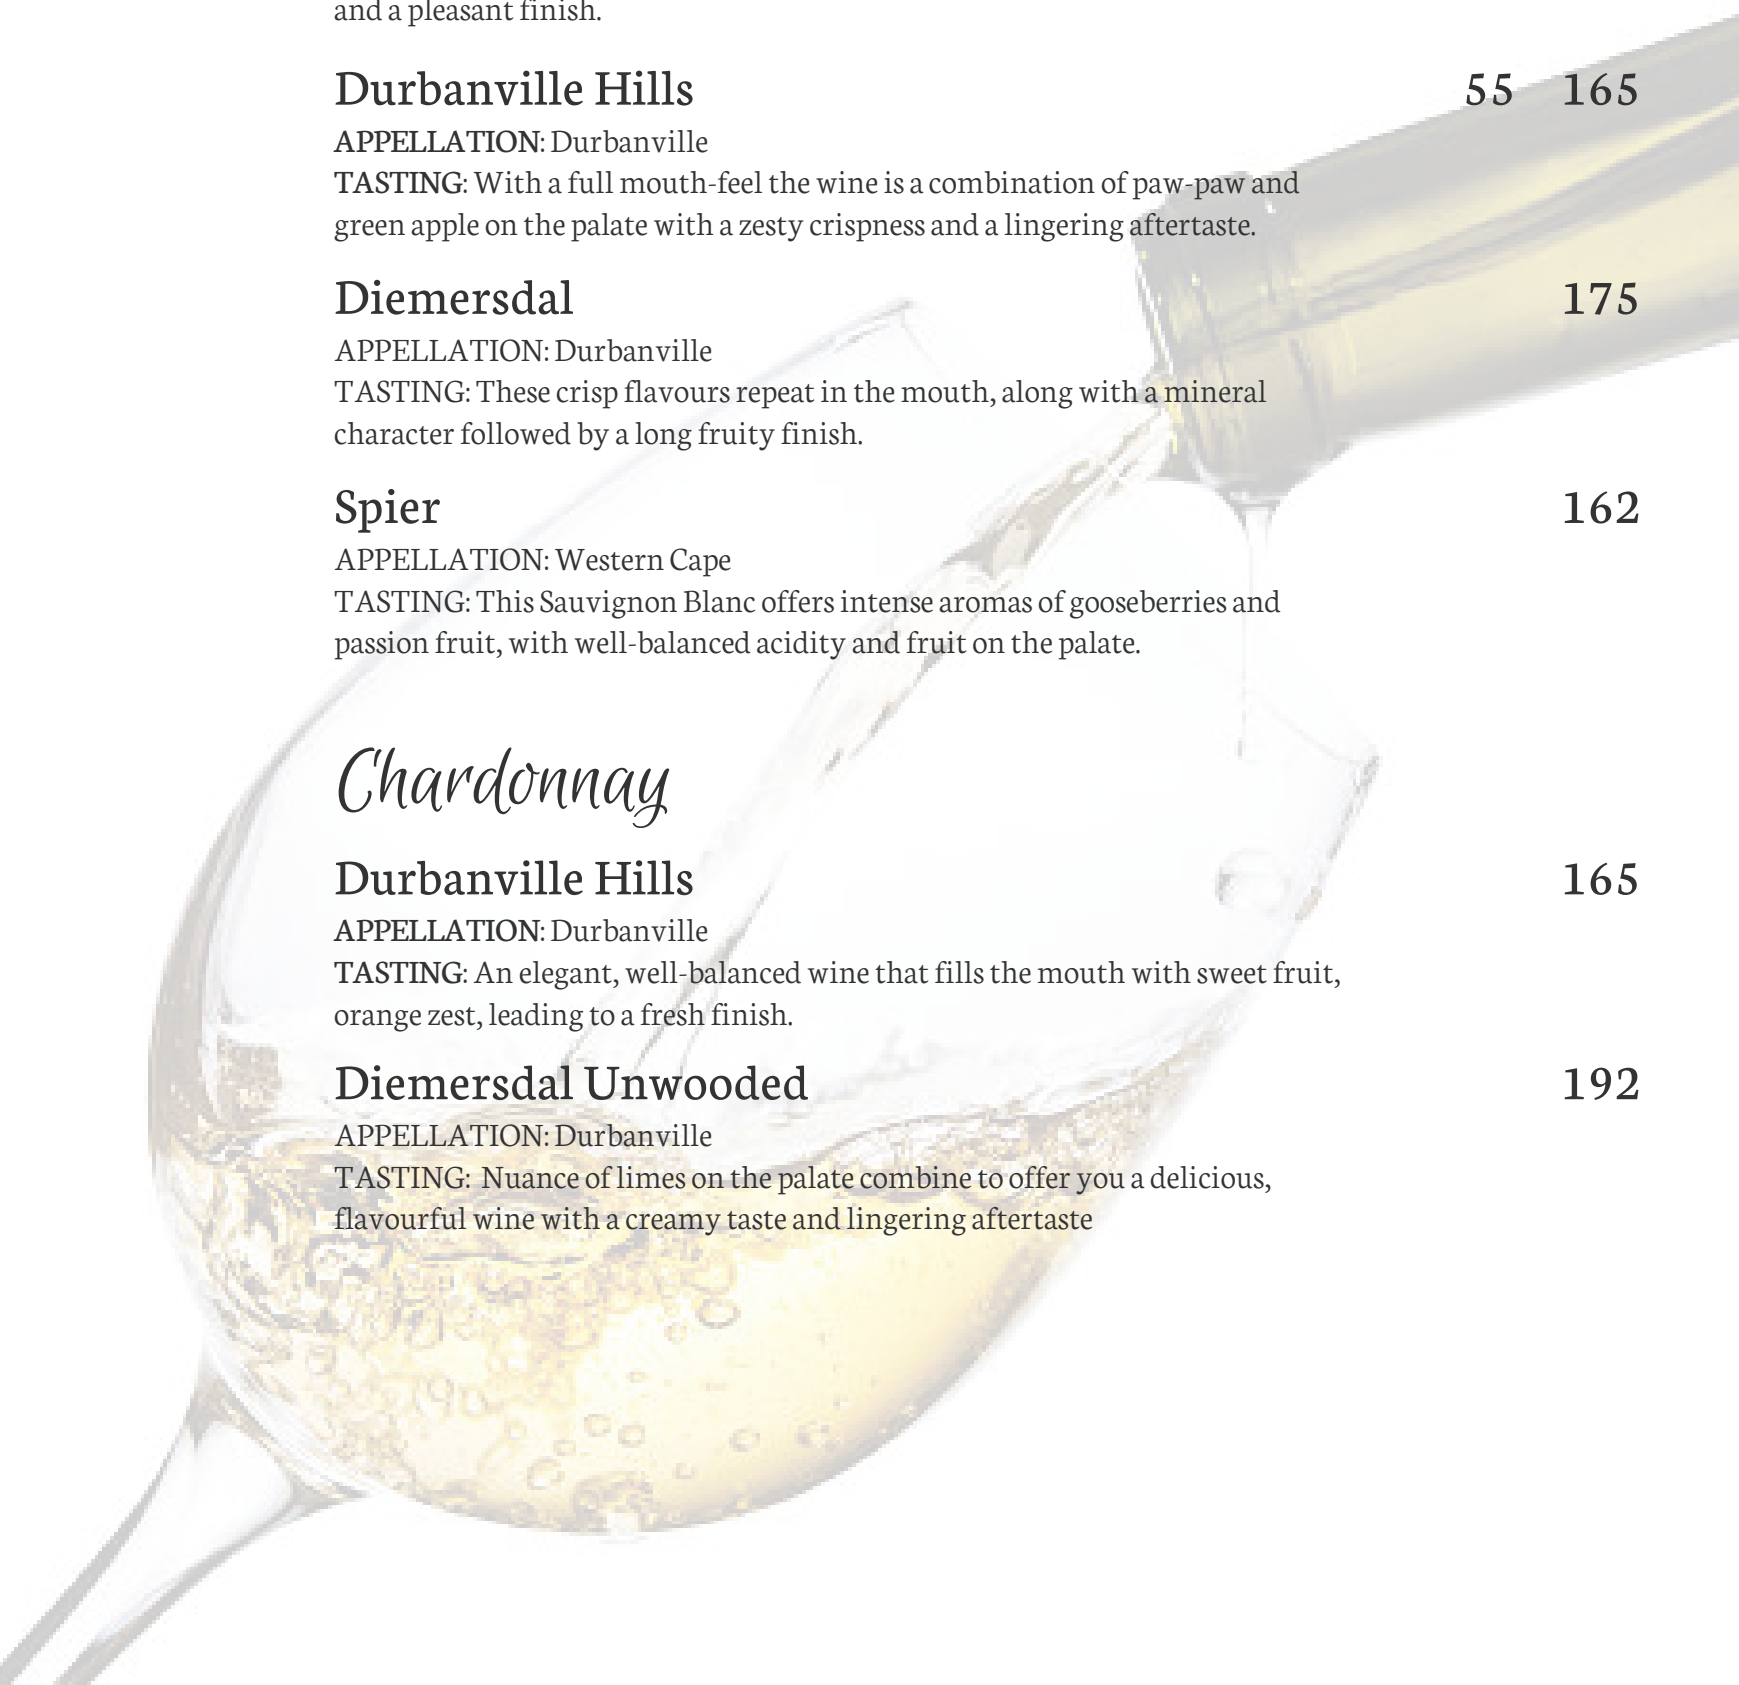 and a pleasant finish.
Durbanville Hills 55 165
APPELLATION: Durbanville
TASTING: With a full mouth-feel the wine is a combination of paw-paw and
green apple on the palate with a zesty crispness and a lingering aftertaste.
Diemersdal 175
APPELLATION: Durbanville
TASTING: These crisp flavours repeat in the mouth, along with a mineral
character followed by a long fruity finish.
Spier 162
APPELLATION: Western Cape
TASTING: This Sauvignon Blanc offers intense aromas of gooseberries and
passion fruit, with well-balanced acidity and fruit on the palate.
Chardonnay
Durbanville Hills 165
APPELLATION: Durbanville
TASTING: An elegant, well-balanced wine that fills the mouth with sweet fruit,
orange zest, leading to a fresh finish.
Diemersdal Unwooded 192
APPELLATION: Durbanville
TASTING: Nuance of limes on the palate combine to offer you a delicious,
flavourful wine with a creamy taste and lingering aftertaste